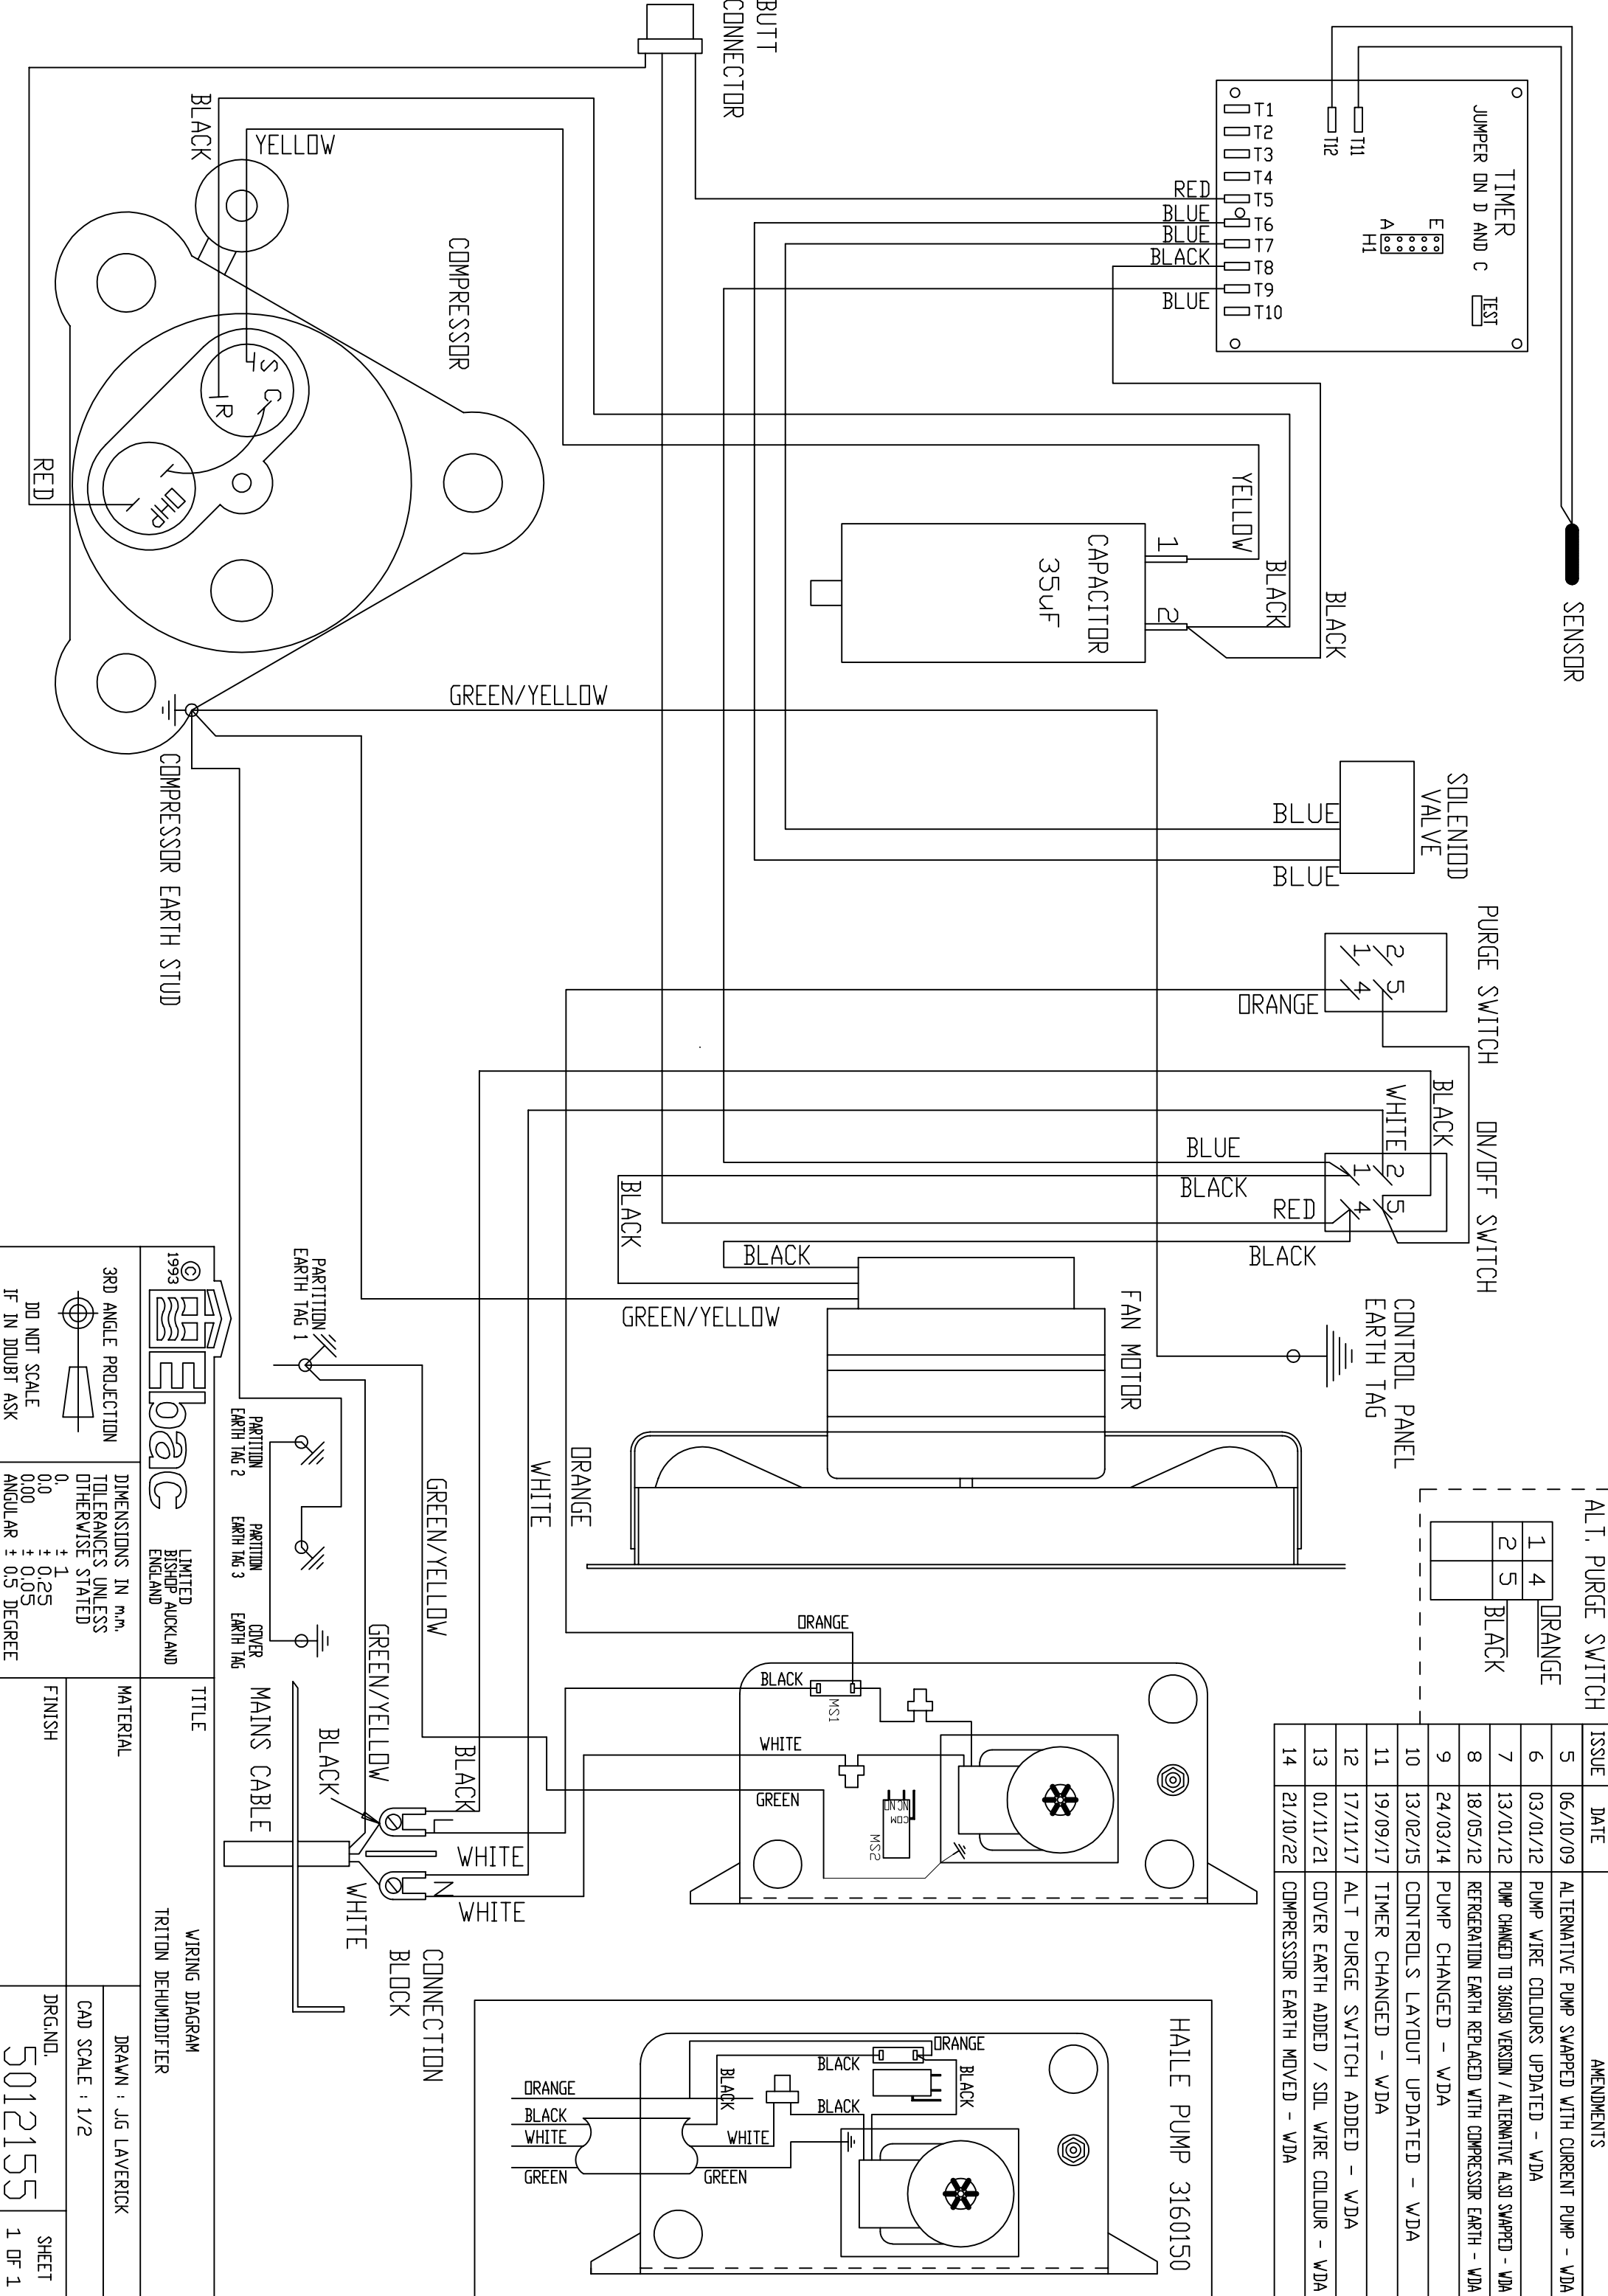 BUTT
CONNECTOR
TIMER
JUMPER ON D AND C
TEST
E
A
H1
T11
T12
T1
T2
T3
T4
T5
T6
T7
T8
T9
T10
RED
BLUE
BLUE
BLACK
BLUE
SENSOR
BLACK
YELLOW
COMPRESSOR
S
C
R
OHP
RED
CAPACITOR
35uF
1
2
YELLOW
BLACK
BLACK
GREEN/YELLOW
COMPRESSOR EARTH STUD
SOLENIOD
VALVE
BLUE
BLUE
PURGE SWITCH
2
5
1
4
ORANGE
ON/OFF SWITCH
BLACK
WHITE
2
5
1
4
BLUE
BLACK
RED
BLACK
BLACK
BLACK
GREEN/YELLOW
FAN MOTOR
CONTROL PANEL
EARTH TAG
ORANGE
WHITE
GREEN/YELLOW
PARTITION
EARTH TAG 1
PARTITION
EARTH TAG 2
PARTITION
EARTH TAG 3
COVER
EARTH TAG
ALT. PURGE SWITCH
1
4
2
5
ORANGE
BLACK
ORANGE
BLACK
MS1
WHITE
GREEN
NC
NO
COM
MS2
GREEN/YELLOW
BLACK
MAINS CABLE
BLACK
L
WHITE
N
WHITE
WHITE
CONNECTION
BLOCK
HAILE PUMP 3160150
ORANGE
BLACK
BLACK
BLACK
BLACK
WHITE
GREEN
ORANGE
BLACK
WHITE
GREEN
ISSUE DATE AMENDMENTS
5 06/10/09 ALTERNATIVE PUMP SWAPPED WITH CURRENT PUMP - WDA
6 03/01/12 PUMP WIRE COLOURS UPDATED - WDA
7 13/01/12 PUMP CHANGED TO 3160150 VERSION / ALTERNATIVE ALSO SWAPPED - WDA
8 18/05/12 REFRGERATION EARTH REPLACED WITH COMPRESSOR EARTH - WDA
9 24/03/14 PUMP CHANGED - WDA
10 13/02/15 CONTROLS LAYOUT UPDATED - WDA
11 19/09/17 TIMER CHANGED - WDA
12 17/11/17 ALT PURGE SWITCH ADDED - WDA
13 01/11/21 COVER EARTH ADDED / SOL WIRE COLOUR - WDA
14 21/10/22 COMPRESSOR EARTH MOVED - WDA
©
1993
Ebac
LIMITED
BISHOP AUCKLAND
ENGLAND
3RD ANGLE PROJECTION
DO NOT SCALE
IF IN DOUBT ASK
DIMENSIONS IN m.m.
TOLERANCES UNLESS
OTHERWISE STATED
0. ± 1
0.0 ± 0.25
0.00 ± 0.05
ANGULAR ± 0.5 DEGREE
TITLE
WIRING DIAGRAM
TRITON DEHUMIDIFIER
MATERIAL
FINISH
DRAWN : J.G LAVERICK
CAD SCALE : 1/2
DRG.NO.
5012155
SHEET
1 OF 1